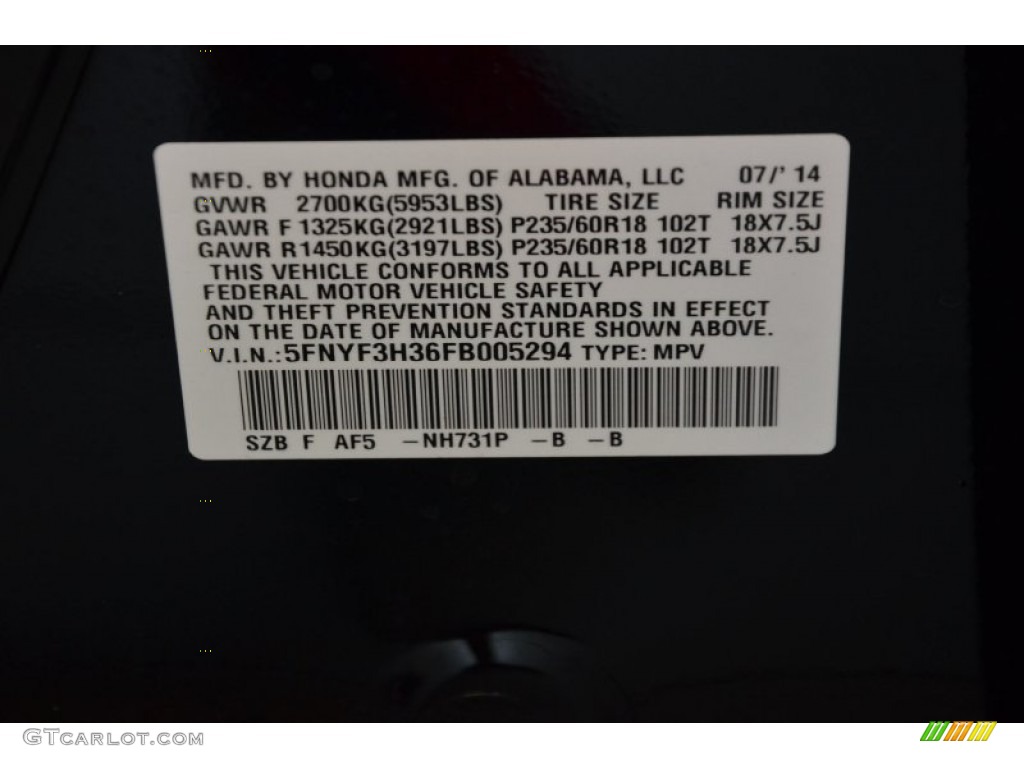 MFD. BY HONDA MFG. OF ALABAMA, LLC 07/' 14
GVWR 2700KG(5953LBS) TIRE SIZE RIM SIZE
GAWR F 1325KG(2921LBS) P235/60R18 102T 18X7.5J
GAWR R1450KG(3197LBS) P235/60R18 102T 18X7.5J
THIS VEHICLE CONFORMS TO ALL APPLICABLE
FEDERAL MOTOR VEHICLE SAFETY
AND THEFT PREVENTION STANDARDS IN EFFECT
ON THE DATE OF MANUFACTURE SHOWN ABOVE.
V.I.N.:5FNYF3H36FB005294 TYPE: MPV
SZB F AF5 –NH731P –B –B
GTCARLOT.COM